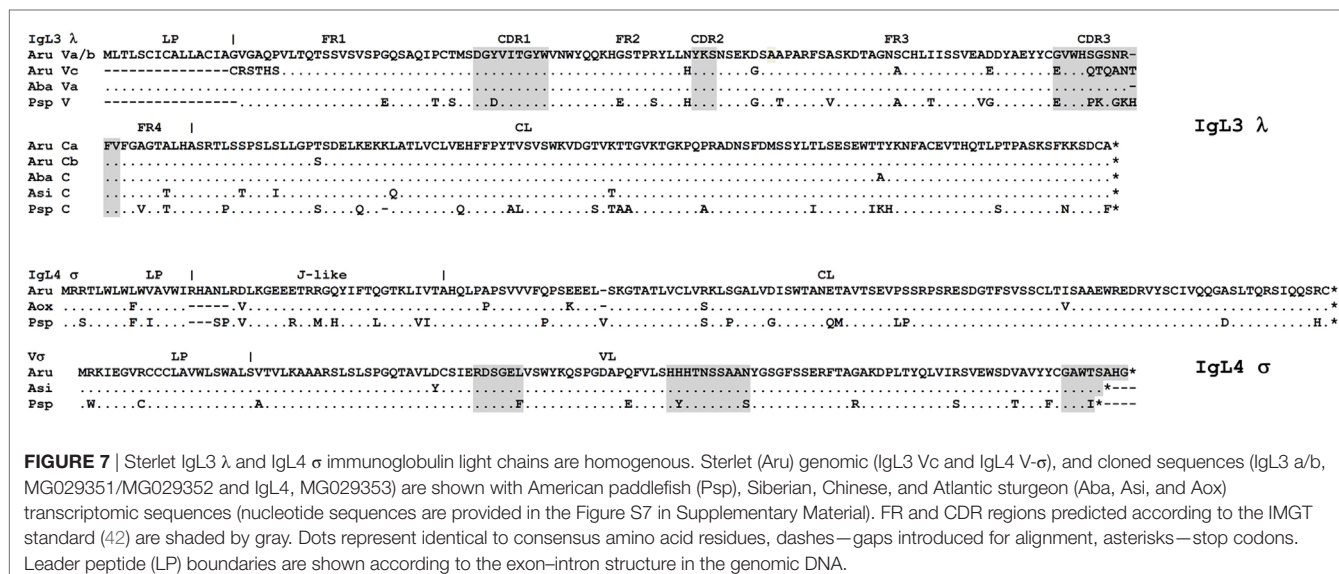 IgL3 λ LP | FR1 CDR1 FR2 CDR2 FR3 CDR3
Aru Va/b MLTLSCICALLACIAGVGAQPVLTQTSSVSVSPGQSAQIPCTMSDGYVITGYWVNWYQQKHGSTPRYLLNYKSNSEKDSAAPARFSASKDTAGNSCHLIISSVEADDYAEYYCGVWHSGSNR-
Aru Vc
Aba Va
Psp V
FR4 | CL
IgL3 λ
Aru Ca FVFGAGTALHASRTLSSPSLSLLGPTSDELKEKKLATLVCLVEHFFPYTVSVSWKVDGTVKTTGVKTGKPQPRADNSFDMSSYLTLSESEWTTYKNFACEVTHQTLPTPASKSFKKSDCA*
Aru Cb
Aba C
Asi C
Psp C
IgL4 σ LP | J-like | CL
Aru MRRTLWLWLWVAVWIRHANLRDLKGEEETRRGQYIFTQGTKLIVTAHQLPAPSVVVFQPSEEEL-SKGTATLVCLVRKLSGALVDISWTANETAVTSEVPSSRPSRESDGTFSVSSCLTISAAEWREDRVYSCIVQQGASLTQRSIQQSRC*
Aox
Psp
Vσ LP | VL
Aru MRKIEGVRCCCLAVWLSWALSVTVLKAAARSLSLSPGQTAVLDCSIERDSGELVSWYKQSPGDAPQFVLSHHHTNSSAANYGSGFSSERFTAGAKDPLTYQLVIRSVEWSDVAVYYCGAWTSAHG*
IgL4 σ
Asi
Psp
FIGURE 7 | Sterlet IgL3 λ and IgL4 σ immunoglobulin light chains are homogenous. Sterlet (Aru) genomic (IgL3 Vc and IgL4 V-σ), and cloned sequences (IgL3 a/b,
MG029351/MG029352 and IgL4, MG029353) are shown with American paddlefish (Psp), Siberian, Chinese, and Atlantic sturgeon (Aba, Asi, and Aox)
transcriptomic sequences (nucleotide sequences are provided in the Figure S7 in Supplementary Material). FR and CDR regions predicted according to the IMGT
standard (42) are shaded by gray. Dots represent identical to consensus amino acid residues, dashes—gaps introduced for alignment, asterisks—stop codons.
Leader peptide (LP) boundaries are shown according to the exon–intron structure in the genomic DNA.